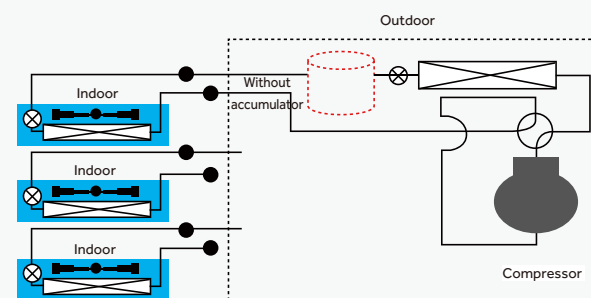 Outdoor
Indoor
Without
accumulator
Indoor
Indoor
Compressor